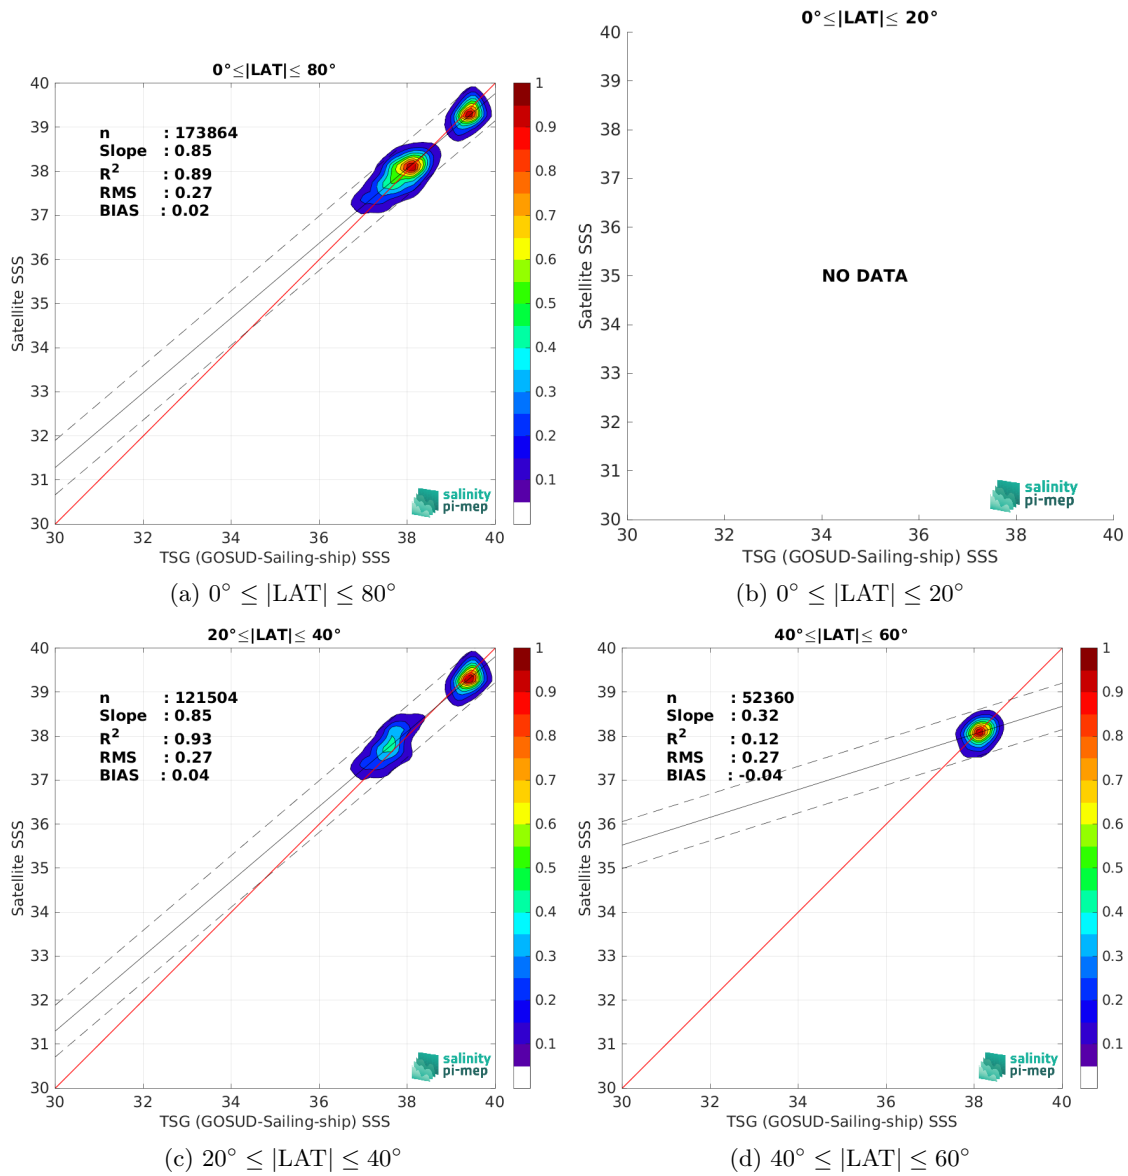 0°≤|LAT|≤ 80°
n : 173864
Slope : 0.85
R² : 0.89
RMS : 0.27
BIAS : 0.02
40
39
38
37
36
35
34
33
32
31
30
Satellite SSS
30 32 34 36 38 40
TSG (GOSUD-Sailing-ship) SSS
1
0.9
0.8
0.7
0.6
0.5
0.4
0.3
0.2
0.1
salinity
pi-mep
(a) 0° ≤ |LAT| ≤ 80°
0°≤|LAT|≤ 20°
40
39
38
37
36
35
34
33
32
31
30
Satellite SSS
NO DATA
salinity
pi-mep
30 32 34 36 38 40
TSG (GOSUD-Sailing-ship) SSS
(b) 0° ≤ |LAT| ≤ 20°
20°≤|LAT|≤ 40°
n : 121504
Slope : 0.85
R² : 0.93
RMS : 0.27
BIAS : 0.04
40
39
38
37
36
35
34
33
32
31
30
Satellite SSS
30 32 34 36 38 40
TSG (GOSUD-Sailing-ship) SSS
1
0.9
0.8
0.7
0.6
0.5
0.4
0.3
0.2
0.1
salinity
pi-mep
(c) 20° ≤ |LAT| ≤ 40°
40°≤|LAT|≤ 60°
n : 52360
Slope : 0.32
R² : 0.12
RMS : 0.27
BIAS : -0.04
40
39
38
37
36
35
34
33
32
31
30
Satellite SSS
30 32 34 36 38 40
TSG (GOSUD-Sailing-ship) SSS
1
0.9
0.8
0.7
0.6
0.5
0.4
0.3
0.2
0.1
salinity
pi-mep
(d) 40° ≤ |LAT| ≤ 60°